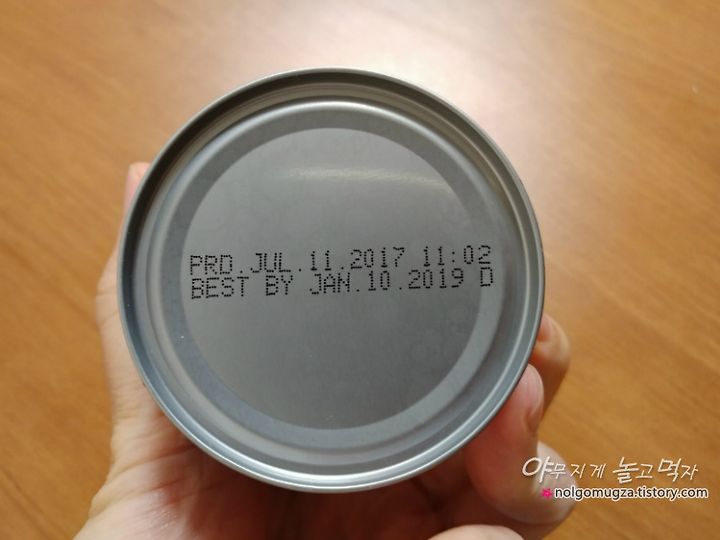 PRD.JUL.11.2017 11:02
BEST BY JAN.10.2019 D
야무지게 놀고먹자
nolgomugza.tistory.com